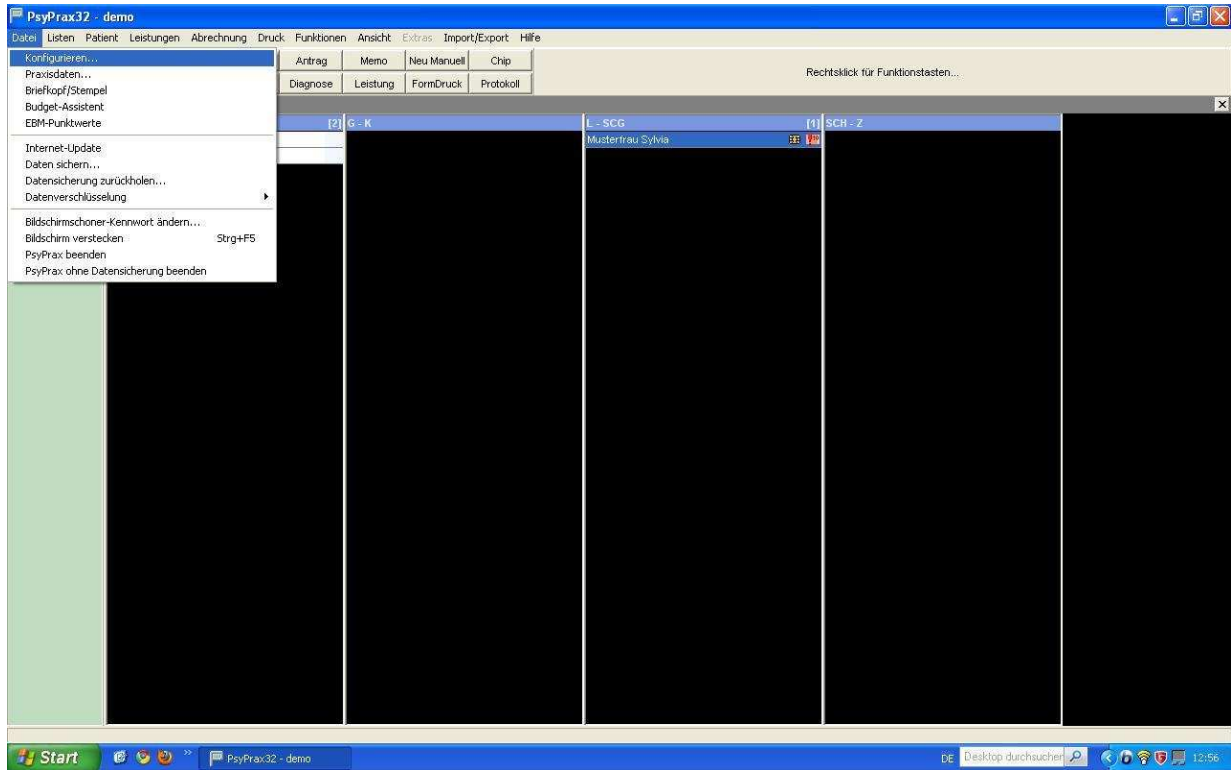 PsyPrax32 - demo
Datei Listen Patient Leistungen Abrechnung Druck Funktionen Ansicht Extras Import/Export Hilfe
Konfigurieren...
Praxisdaten...
Briefkopf/Stempel
Budget-Assistent
EBM-Punktwerte
Internet-Update
Daten sichern...
Datensicherung zurückholen...
Datenverschlüsselung
Bildschirmschoner-Kennwort ändern...
Bildschirm verstecken Strg+F5
PsyPrax beenden
PsyPrax ohne Datensicherung beenden
Antrag Memo Neu Manuell Chip
Diagnose Leistung FormDruck Protokoll
Rechtsklick für Funktionstasten...
[2] G - K L - SCG [1] SCH - Z
Musterfrau Sylvia
Start PsyPrax32 - demo DE Desktop durchsuchen 12:56